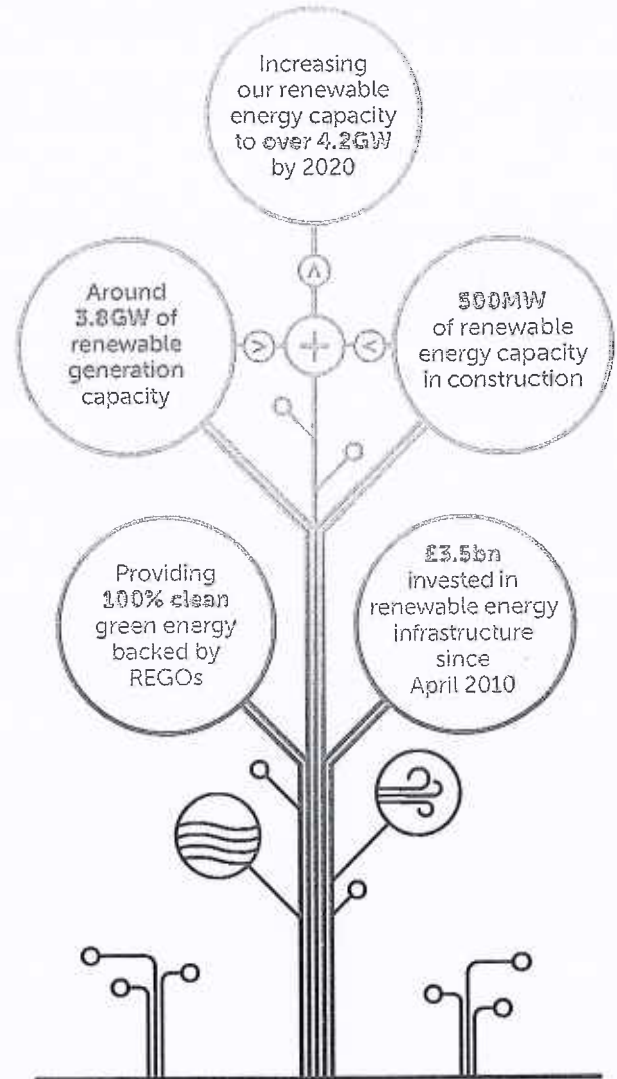 Increasing
our renewable
energy capacity
to over 4.2GW
by 2020
Around
3.8GW of
renewable
generation
capacity
500MW
of renewable
energy capacity
in construction
Providing
100% clean
green energy
backed by
REGOs
£3.5bn
invested in
renewable energy
infrastructure
since
April 2010